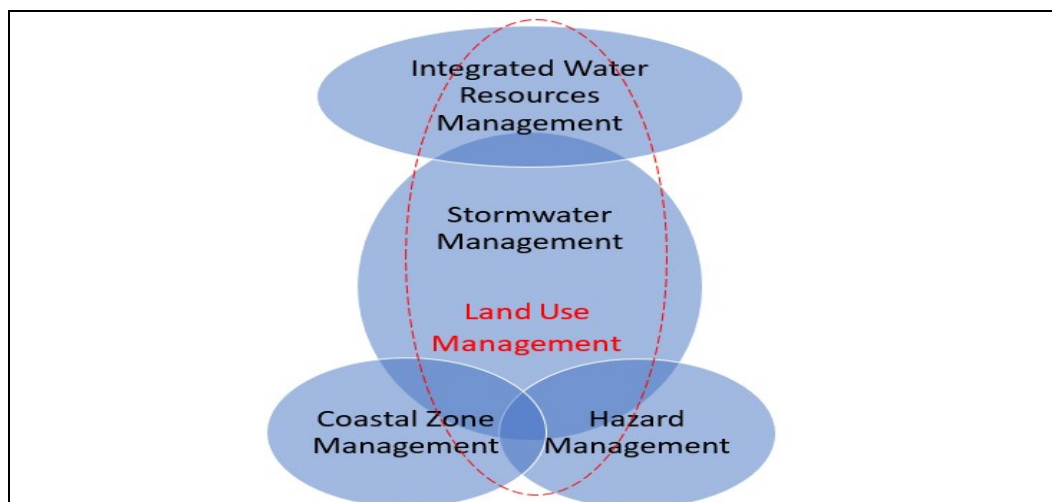 Integrated Water
Resources
Management
Stormwater
Management
Land Use
Management
Coastal Zone
Management
Hazard
Management